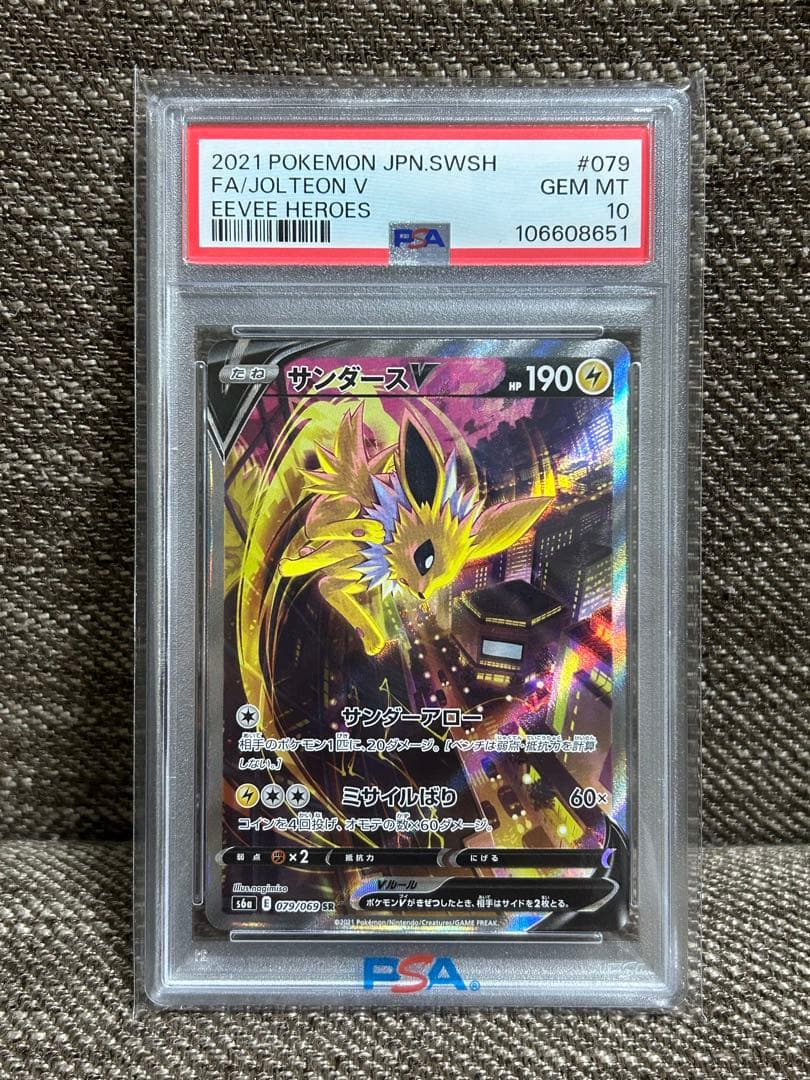 2021 POKEMON JPN.SWSH #079
FA/JOLTEON V GEM MT
EEVEE HEROES 10
PSA 106608651
たね サンダースV HP 190
サンダーアロー
相手のポケモン1匹に、20ダメージ。[ベンチは弱点・抵抗力を計算
しない。]
ミサイルばり 60×
コインを4回投げ、オモテの数×60ダメージ。
弱点 ×2 抵抗力 にげる
Illus. nagimiso
Vルール
ポケモンVがきぜつしたとき、相手はサイドを2枚とる。
s6a E 079/069 SR
©2021 Pokémon/Nintendo/Creatures/GAME FREAK.
PSA®